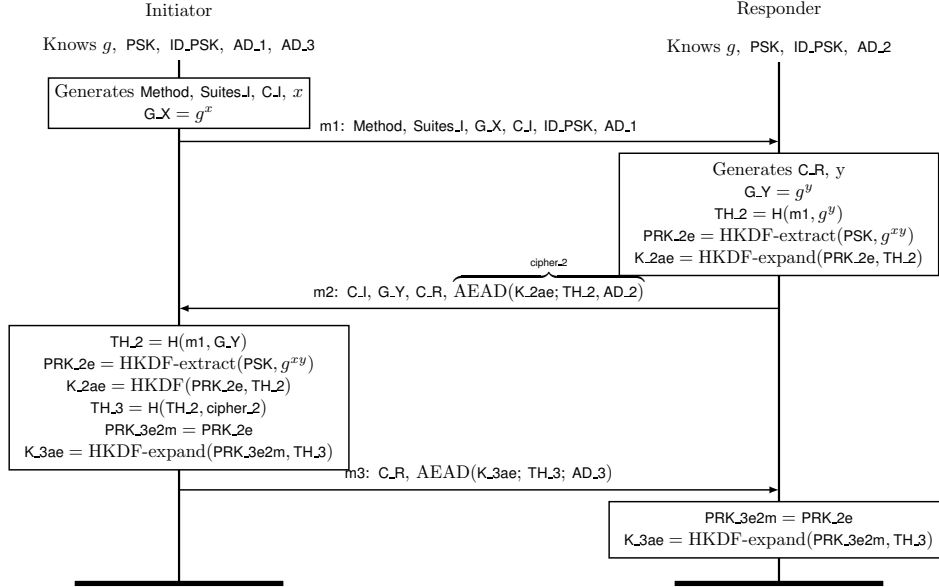 Initiator
Responder
Knows g, PSK, ID_PSK, AD_1, AD_3
Knows g, PSK, ID_PSK, AD_2
Generates Method, Suites_I, C_I, x
G_X = g^x
m1: Method, Suites_I, G_X, C_I, ID_PSK, AD_1
Generates C_R, y
G_Y = g^y
TH_2 = H(m1, g^y)
PRK_2e = HKDF-extract(PSK, g^xy)
K_2ae = HKDF-expand(PRK_2e, TH_2)
cipher_2
m2: C_I, G_Y, C_R, AEAD(K_2ae; TH_2, AD_2)
TH_2 = H(m1, G_Y)
PRK_2e = HKDF-extract(PSK, g^xy)
K_2ae = HKDF(PRK_2e, TH_2)
TH_3 = H(TH_2, cipher_2)
PRK_3e2m = PRK_2e
K_3ae = HKDF-expand(PRK_3e2m, TH_3)
m3: C_R, AEAD(K_3ae; TH_3; AD_3)
PRK_3e2m = PRK_2e
K_3ae = HKDF-expand(PRK_3e2m, TH_3)